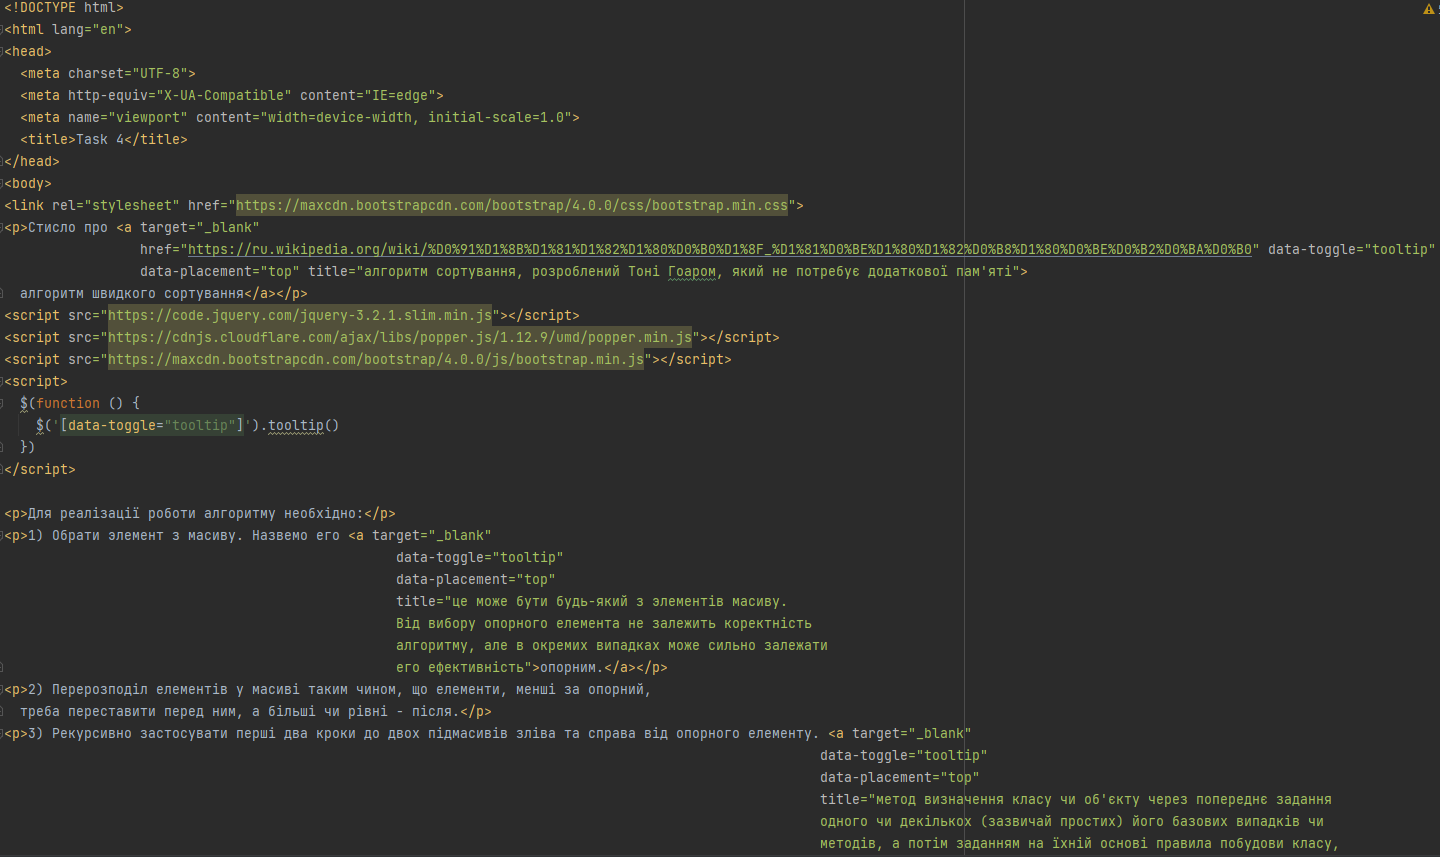 <!DOCTYPE html>
<html lang="en">
<head>
  <meta charset="UTF-8">
  <meta http-equiv="X-UA-Compatible" content="IE=edge">
  <meta name="viewport" content="width=device-width, initial-scale=1.0">
  <title>Task 4</title>
</head>
<body>
<link rel="stylesheet" href="https://maxcdn.bootstrapcdn.com/bootstrap/4.0.0/css/bootstrap.min.css">
<p>Стисло про <a target="_blank"
                 href="https://ru.wikipedia.org/wiki/%D0%91%D1%8B%D1%81%D1%82%D1%80%D0%B0%D1%8F_%D1%81%D0%BE%D1%80%D1%82%D0%B8%D1%80%D0%BE%D0%B2%D0%BA%D0%B0" data-toggle="tooltip"
                 data-placement="top" title="алгоритм сортування, розроблений Тоні Гоаром, який не потребує додаткової пам'яті">
  алгоритм швидкого сортування</a></p>
<script src="https://code.jquery.com/jquery-3.2.1.slim.min.js"></script>
<script src="https://cdnjs.cloudflare.com/ajax/libs/popper.js/1.12.9/umd/popper.min.js"></script>
<script src="https://maxcdn.bootstrapcdn.com/bootstrap/4.0.0/js/bootstrap.min.js"></script>
<script>
  $(function () {
    $('[data-toggle="tooltip"]').tooltip()
  })
</script>

<p>Для реалізації роботи алгоритму необхідно:</p>
<p>1) Обрати элемент з масиву. Назвемо его <a target="_blank"
                                                 data-toggle="tooltip"
                                                 data-placement="top"
                                                 title="це може бути будь-який з элементів масиву.
                                                 Від вибору опорного елемента не залежить коректність
                                                 алгоритму, але в окремих випадках може сильно залежати
                                                 его ефективність">опорним.</a></p>
<p>2) Перерозподіл елементів у масиві таким чином, що елементи, менші за опорний,
  треба переставити перед ним, а більші чи рівні - після.</p>
<p>3) Рекурсивно застосувати перші два кроки до двох підмасивів зліва та справа від опорного елементу. <a target="_blank"
                                                                                                      data-toggle="tooltip"
                                                                                                      data-placement="top"
                                                                                                      title="метод визначення класу чи об'єкту через попереднє задання
                                                                                                      одного чи декількох (зазвичай простих) його базових випадків чи
                                                                                                      методів, а потім заданням на їхній основі правила побудови класу,